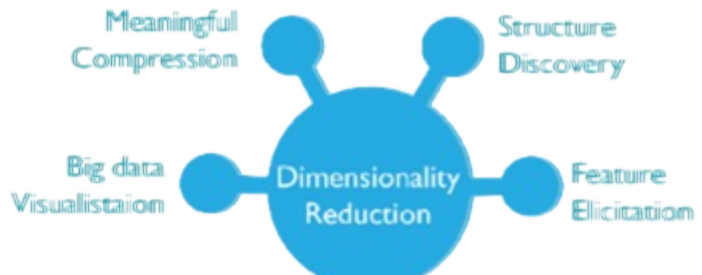 Meaningful
Compression
Structure
Discovery
Big data
Visualistaion
Dimensionality
Reduction
Feature
Elicitation